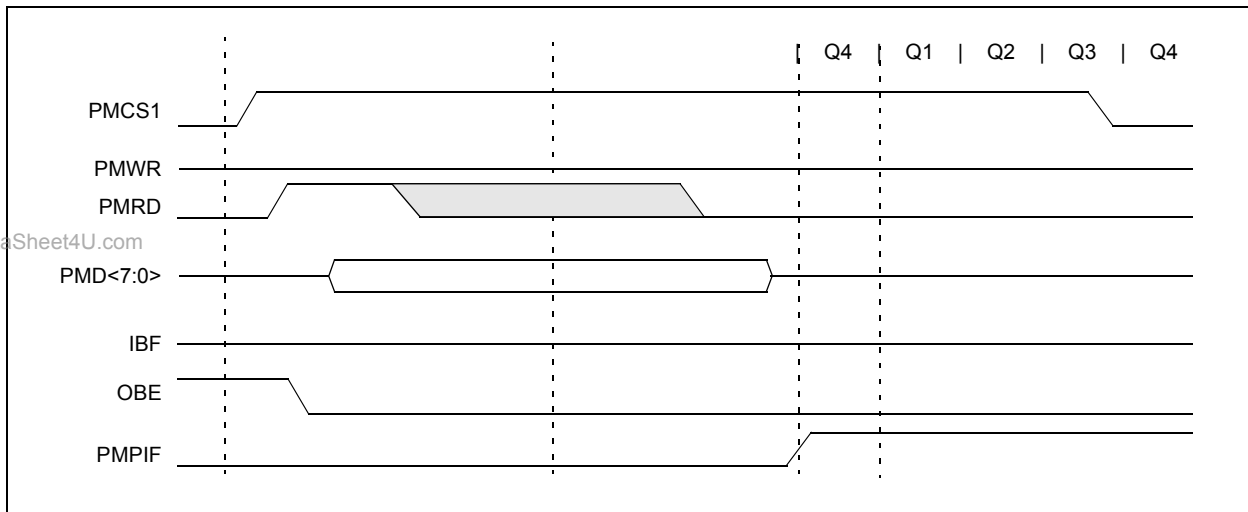 | Q4 | Q1 | Q2 | Q3 | Q4
PMCS1
PMWR
PMRD
aSheet4U.com
PMD<7:0>
IBF
OBE
PMPIF